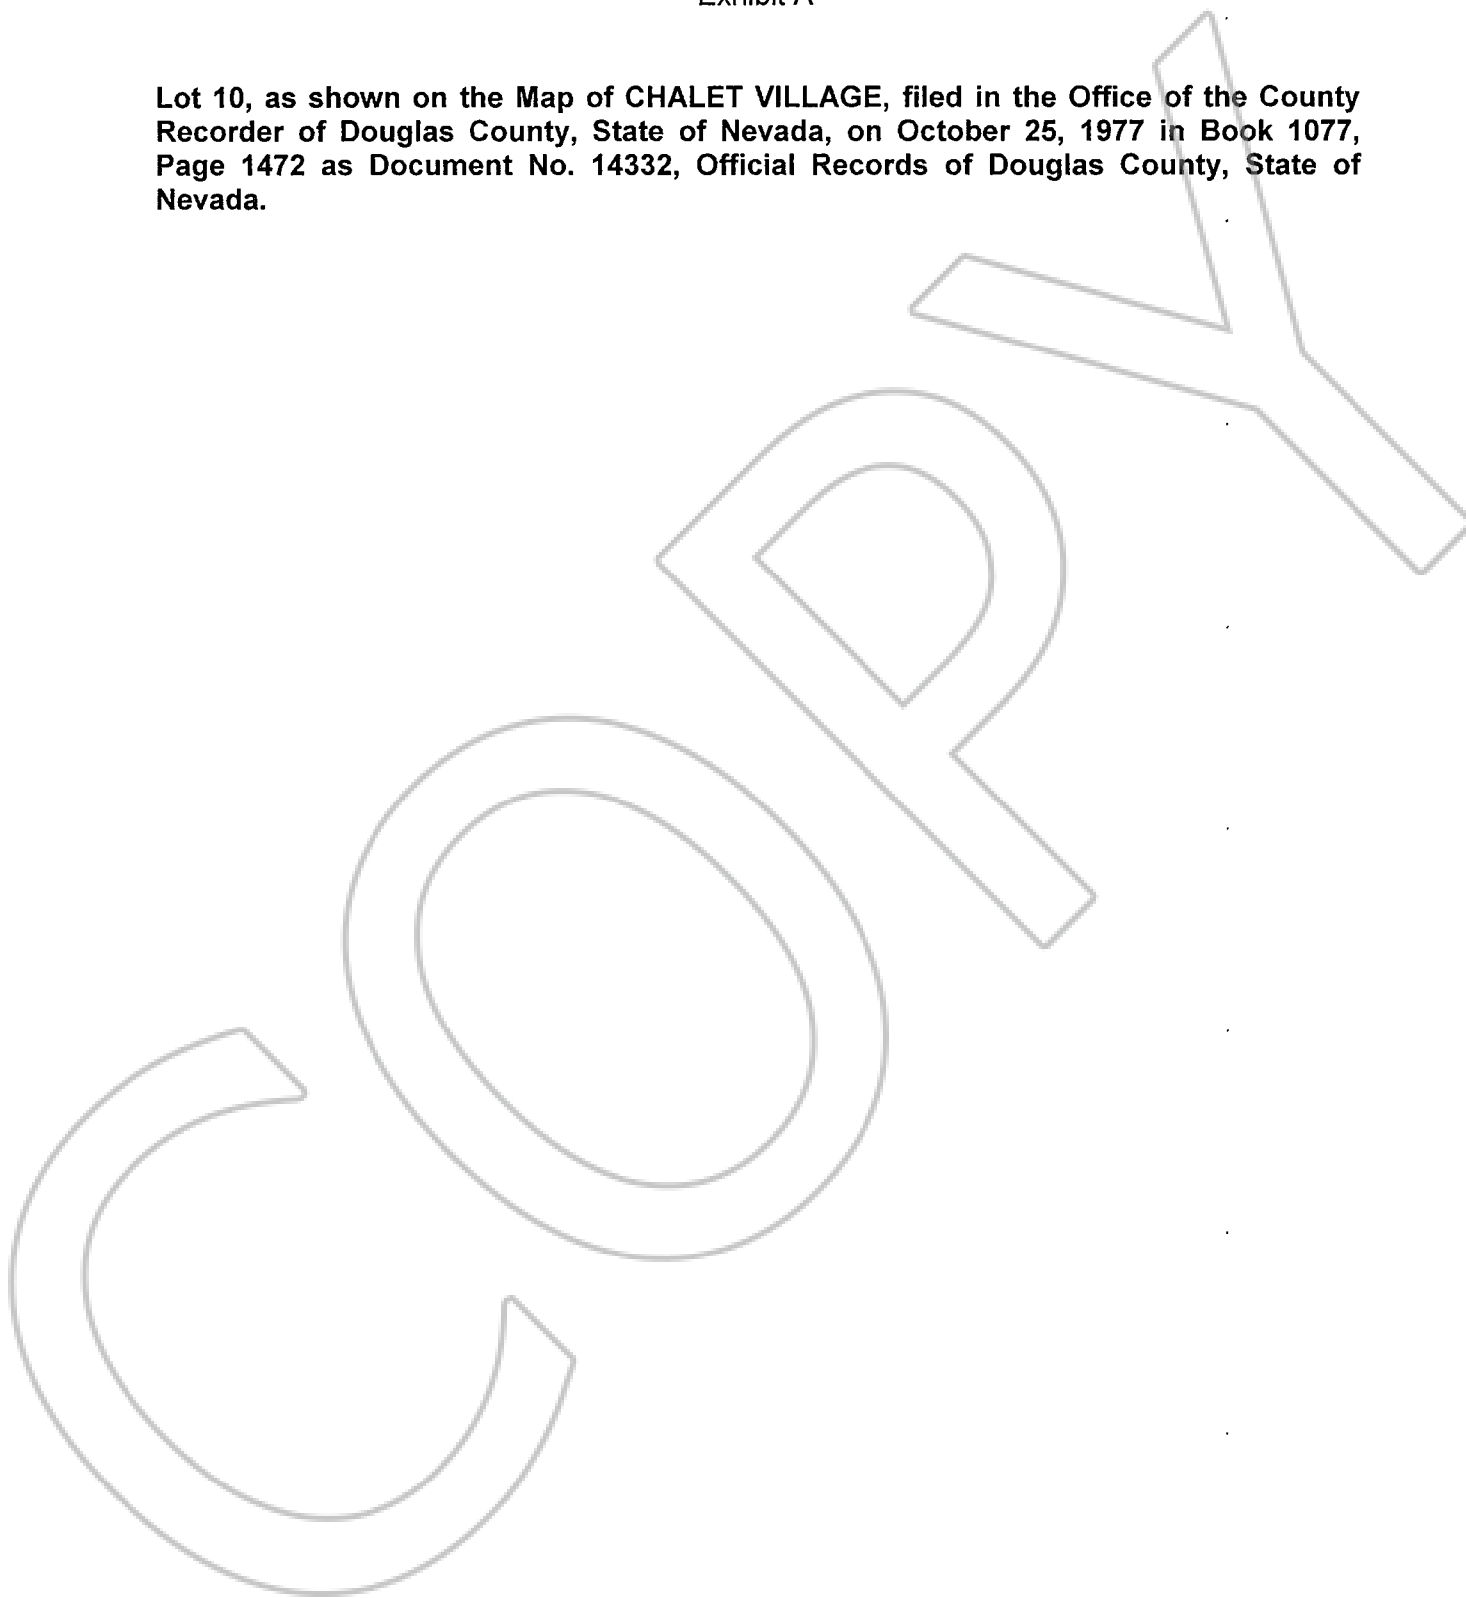 Exhibit A
Lot 10, as shown on the Map of CHALET VILLAGE, filed in the Office of the County
Recorder of Douglas County, State of Nevada, on October 25, 1977 in Book 1077,
Page 1472 as Document No. 14332, Official Records of Douglas County, State of
Nevada.
COPY